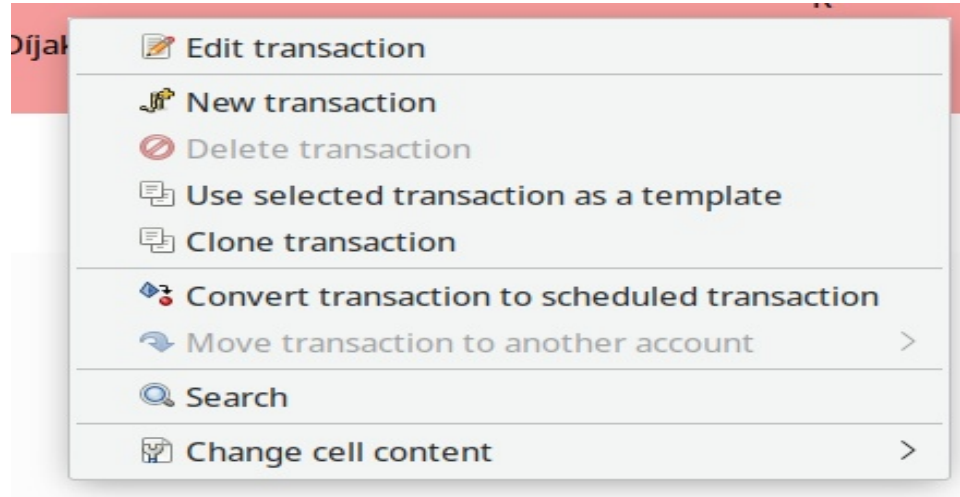 Díjak
Edit transaction
New transaction
Delete transaction
Use selected transaction as a template
Clone transaction
Convert transaction to scheduled transaction
Move transaction to another account
Search
Change cell content